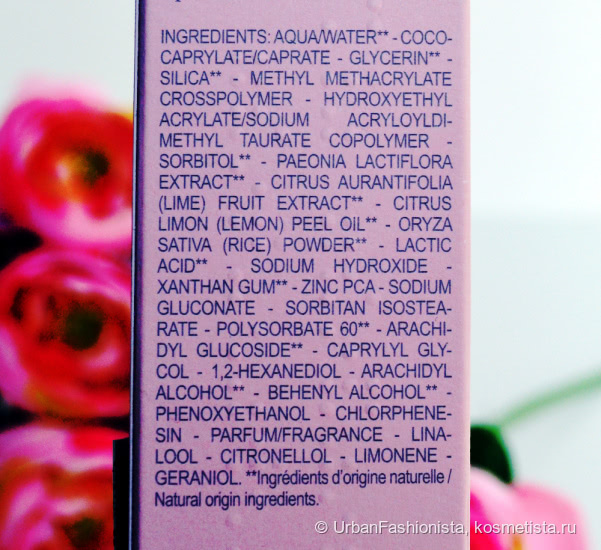 INGREDIENTS: AQUA/WATER** - COCO-
CAPRYLATE/CAPRATE - GLYCERIN** -
SILICA** - METHYL METHACRYLATE
CROSSPOLYMER - HYDROXYETHYL
ACRYLATE/SODIUM ACRYLOYLDI-
METHYL TAURATE COPOLYMER -
SORBITOL** - PAEONIA LACTIFLORA
EXTRACT** - CITRUS AURANTIFOLIA
(LIME) FRUIT EXTRACT** - CITRUS
LIMON (LEMON) PEEL OIL** - ORYZA
SATIVA (RICE) POWDER** - LACTIC
ACID** - SODIUM HYDROXIDE -
XANTHAN GUM** - ZINC PCA - SODIUM
GLUCONATE - SORBITAN ISOSTEA-
RATE - POLYSORBATE 60** - ARACHI-
DYL GLUCOSIDE** - CAPRYLYL GLY-
COL - 1,2-HEXANEDIOL - ARACHIDYL
ALCOHOL** - BEHENYL ALCOHOL** -
PHENOXYETHANOL - CHLORPHENE-
SIN - PARFUM/FRAGRANCE - LINA-
LOOL - CITRONELLOL - LIMONENE -
GERANIOL. **Ingrédients d'origine naturelle /
Natural origin ingredients.
© UrbanFashionista, kosmetista.ru